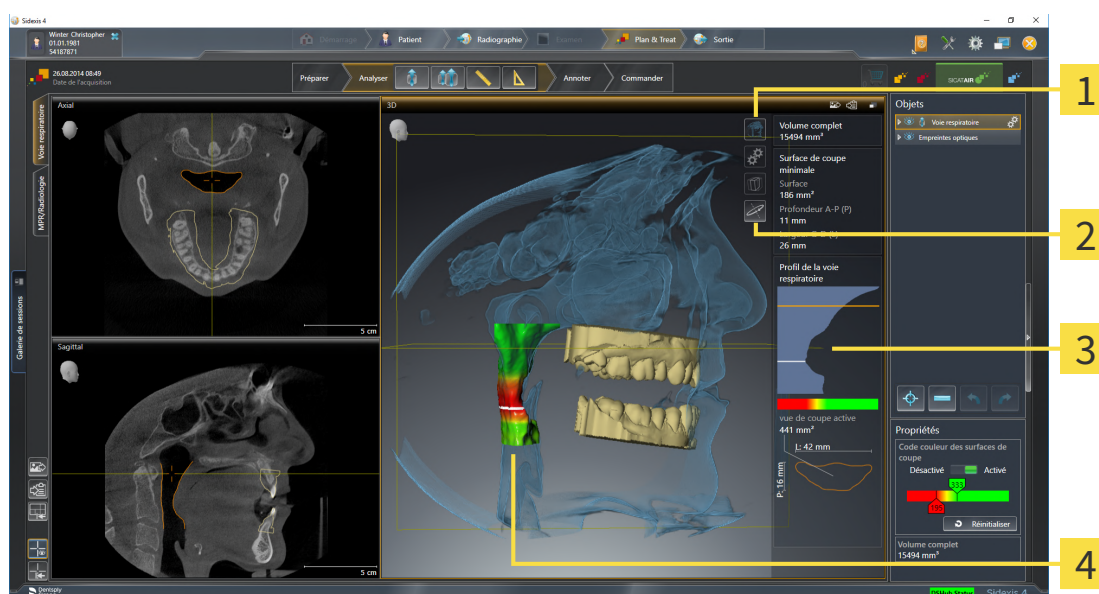 Sidexis 4
Winter Christopher
01.01.1981
54187871
Démarrage
Patient
Radiographie
Examen
Plan & Treat
Sortie
26.08.2014 08:49
Date de l'acquisition
Préparer
Analyser
Annoter
Commander
SICATAIR
Voie respiratoire
MPR/Radiologie
Galerie de sessions
Axial
5 cm
Sagittal
5 cm
3D
Volume complet
15494 mm³
Surface de coupe
minimale
Surface
186 mm²
Profondeur A-P (P)
11 mm
26 mm
Profil de la voie
respiratoire
vue de coupe active
441 mm²
L: 42 mm
P: 16 mm
Objets
Voie respiratoire
Empreintes optiques
Propriétés
Code couleur des surfaces de
coupe
Désactivé
Activé
333
Réinitialiser
Volume complet
15494 mm³
Dentsply
DSHub Status
Sidexis 4
1
2
3
4